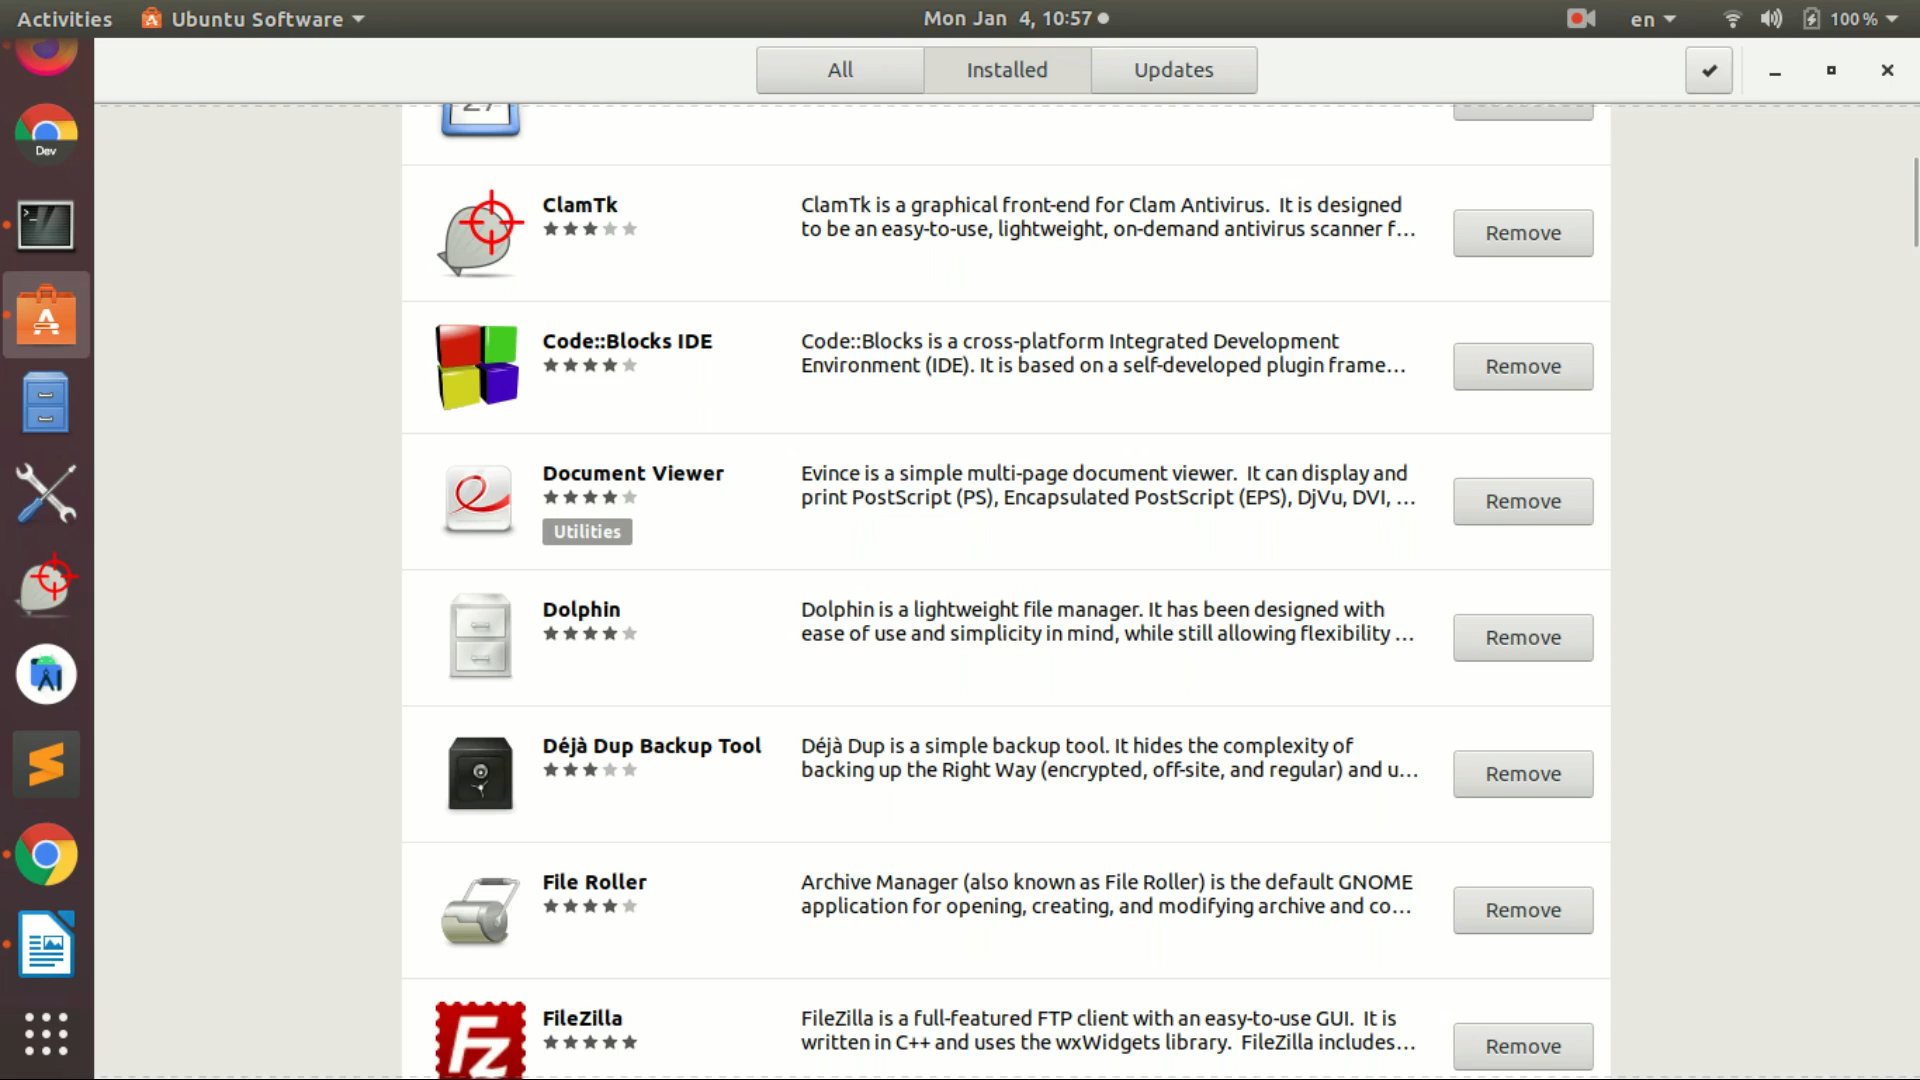 Activities
Ubuntu Software
Mon Jan 4, 10:57
en
100%
All
Installed
Updates
Dev
ClamTk
ClamTk is a graphical front-end for Clam Antivirus. It is designed
to be an easy-to-use, lightweight, on-demand antivirus scanner f...
Remove
Code::Blocks IDE
Code::Blocks is a cross-platform Integrated Development
Environment (IDE). It is based on a self-developed plugin frame...
Remove
Document Viewer
Utilities
Evince is a simple multi-page document viewer. It can display and
print PostScript (PS), Encapsulated PostScript (EPS), DjVu, DVI, ...
Remove
Dolphin
Dolphin is a lightweight file manager. It has been designed with
ease of use and simplicity in mind, while still allowing flexibility ...
Remove
Déjà Dup Backup Tool
Déjà Dup is a simple backup tool. It hides the complexity of
backing up the Right Way (encrypted, off-site, and regular) and u...
Remove
File Roller
Archive Manager (also known as File Roller) is the default GNOME
application for opening, creating, and modifying archive and co...
Remove
Fz
FileZilla
FileZilla is a full-featured FTP client with an easy-to-use GUI. It is
written in C++ and uses the wxWidgets library. FileZilla includes...
Remove